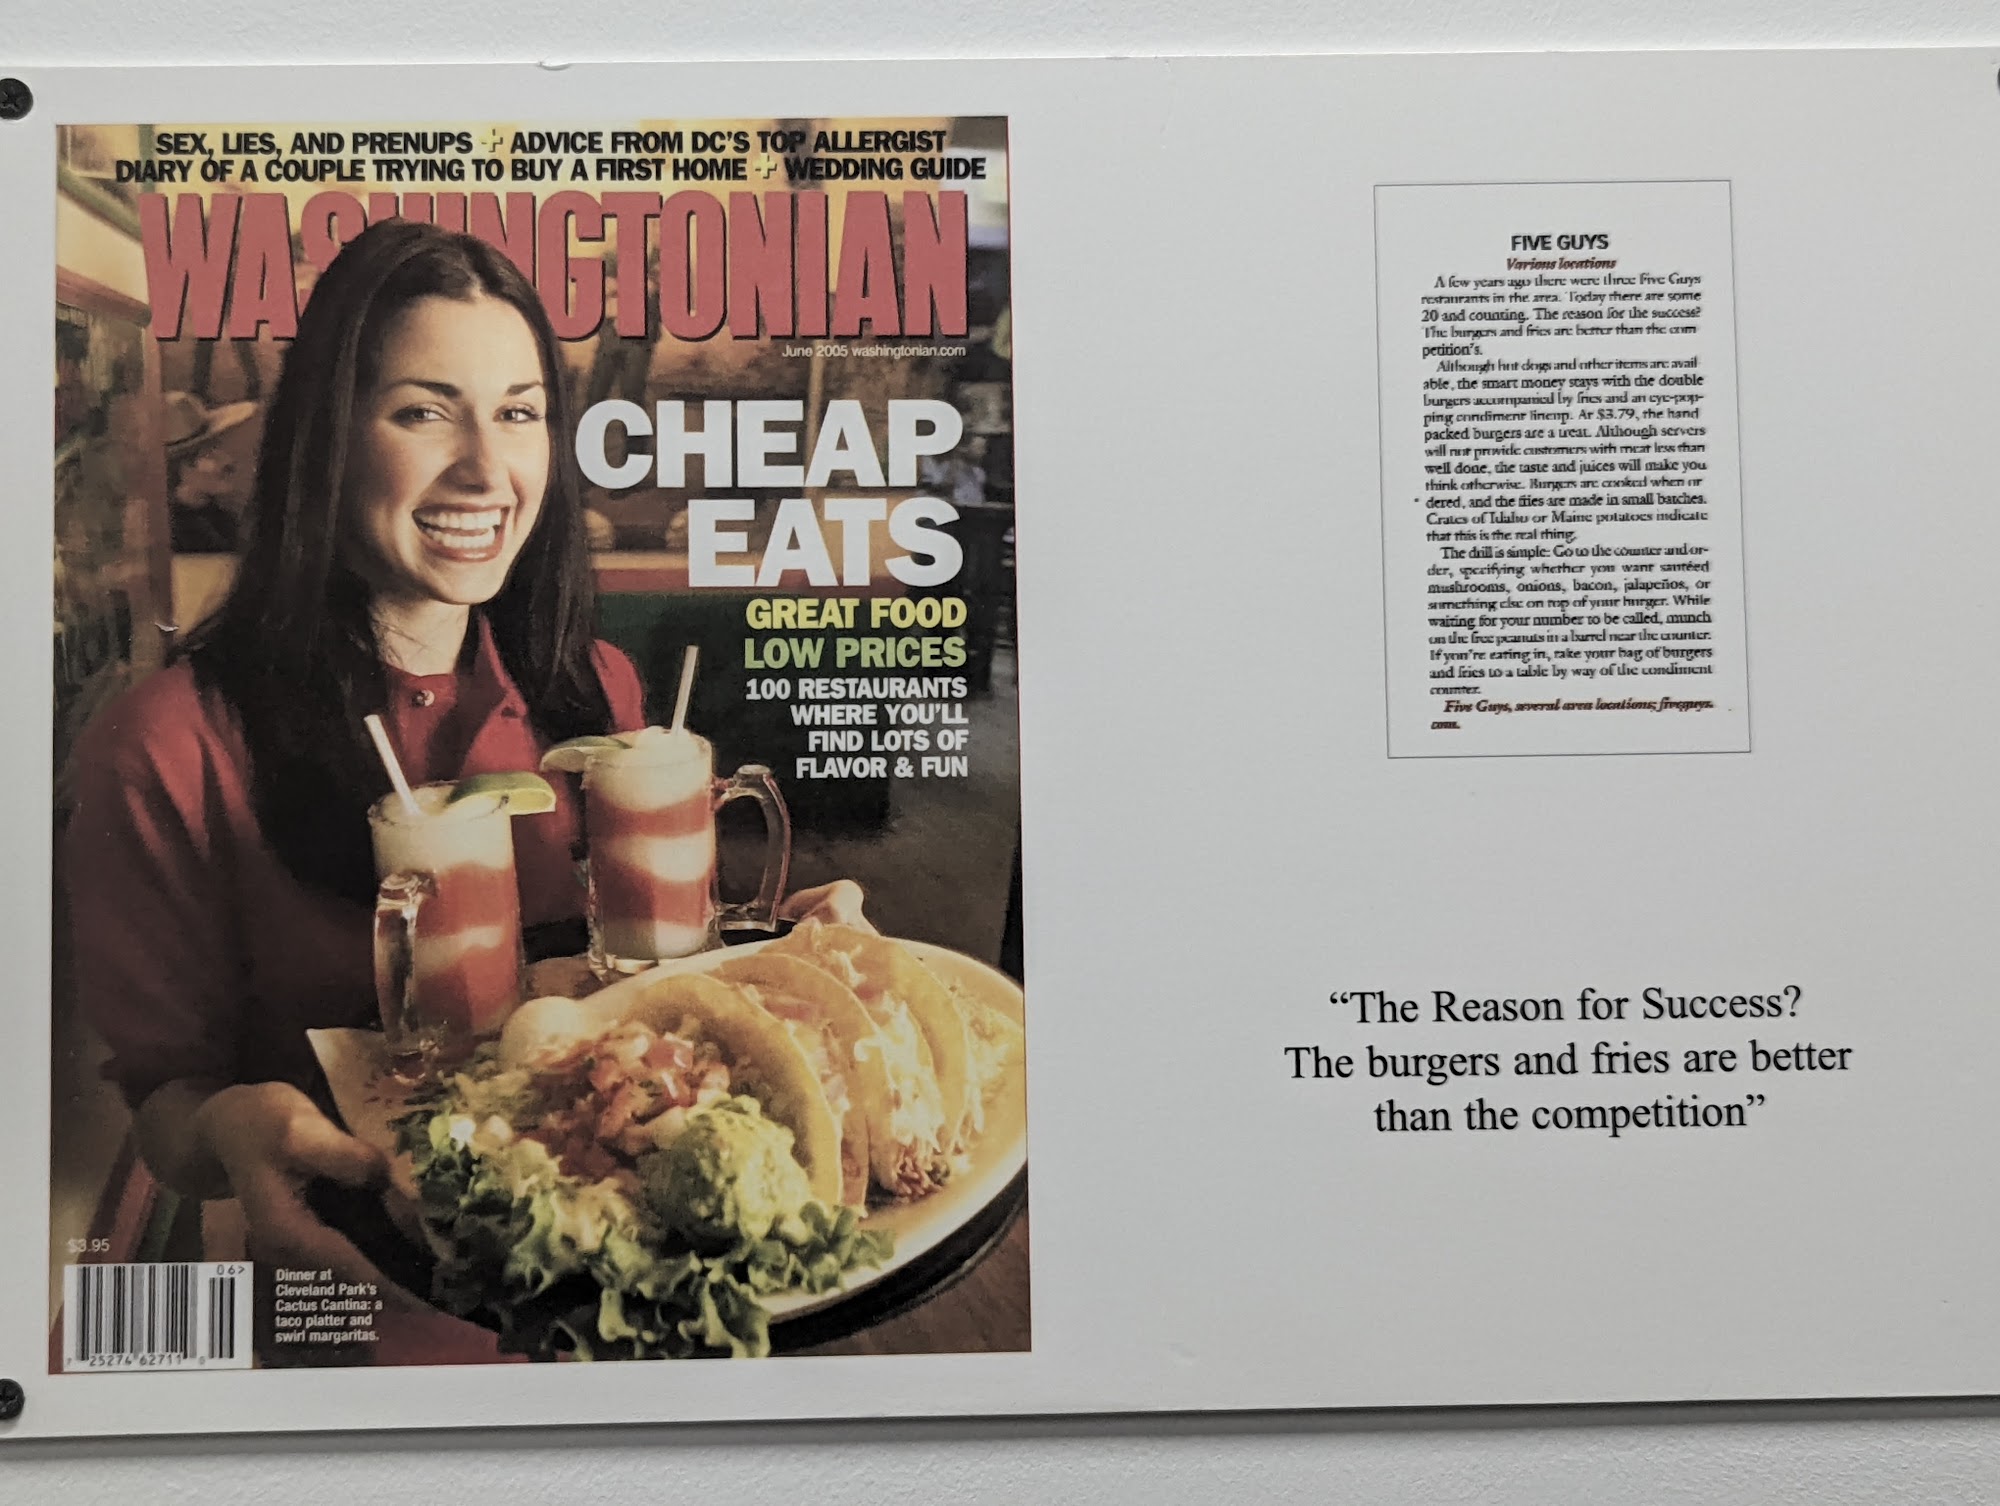 SEX, LIES, AND PRENUPS + ADVICE FROM DC'S TOP ALLERGIST
DIARY OF A COUPLE TRYING TO BUY A FIRST HOME + WEDDING GUIDE
WASHINGTONIAN
June 2005 washingtonian.com
CHEAP
EATS
GREAT FOOD
LOW PRICES
100 RESTAURANTS
WHERE YOU'LL
FIND LOTS OF
FLAVOR & FUN
$3.95
06>
7 25274 62711 0
Dinner at
Cleveland Park's
Cactus Cantina: a
taco platter and
swirl margaritas.
FIVE GUYS
Various locations
A few years ago there were three Five Guys
restaurants in the area. Today there are some
20 and counting. The reason for the success?
The burgers and fries are better than the com
petition's.
Although hot dogs and other items are avail
able, the smart money stays with the double
burgers accompanied by fries and an eye-pop-
ping condiment lineup. At $3.79, the hand
packed burgers are a treat. Although servers
will not provide customers with meat less than
well done, the taste and juices will make you
think otherwise. Burgers are cooked when or
dered, and the fries are made in small batches.
Crates of Idaho or Maine potatoes indicate
that this is the real thing.
The drill is simple: Go to the counter and or-
der, specifying whether you want sautéed
mushrooms, onions, bacon, jalapeños, or
something else on top of your burger. While
waiting for your number to be called, munch
on the free peanuts in a barrel near the counter.
If you're eating in, take your bag of burgers
and fries to a table by way of the condiment
counter.
Five Guys, several area locations; fiveguys.
com.
“The Reason for Success?
The burgers and fries are better
than the competition”